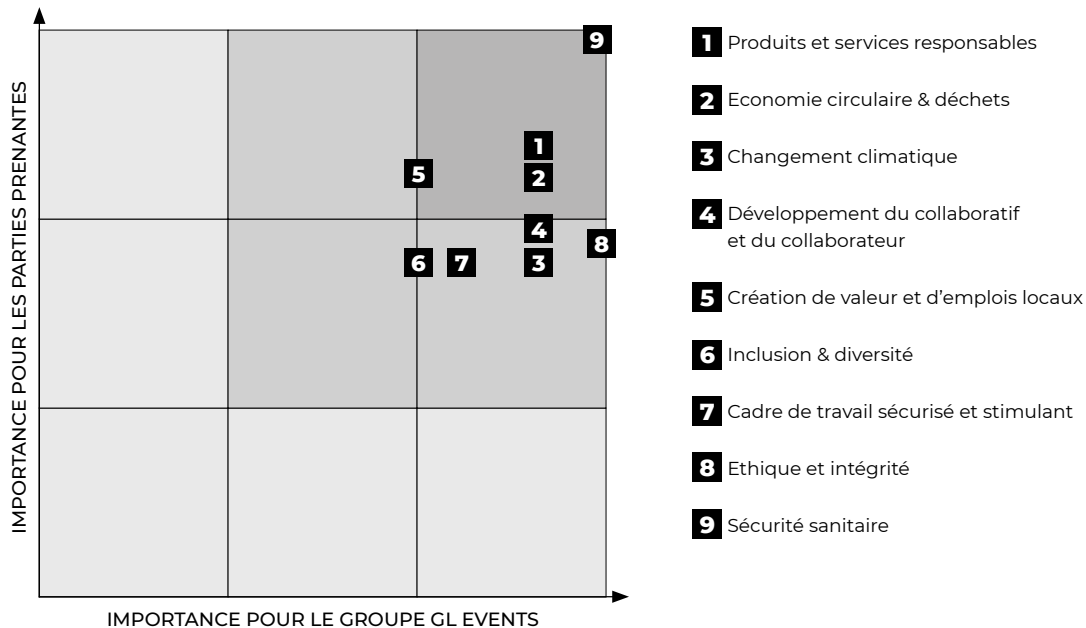 IMPORTANCE POUR LES PARTIES PRENANTES
9
1
5
2
4
8
6
7
3
IMPORTANCE POUR LE GROUPE GL EVENTS
1 Produits et services responsables
2 Economie circulaire & déchets
3 Changement climatique
4 Développement du collaboratif
et du collaborateur
5 Création de valeur et d'emplois locaux
6 Inclusion & diversité
7 Cadre de travail sécurisé et stimulant
8 Ethique et intégrité
9 Sécurité sanitaire